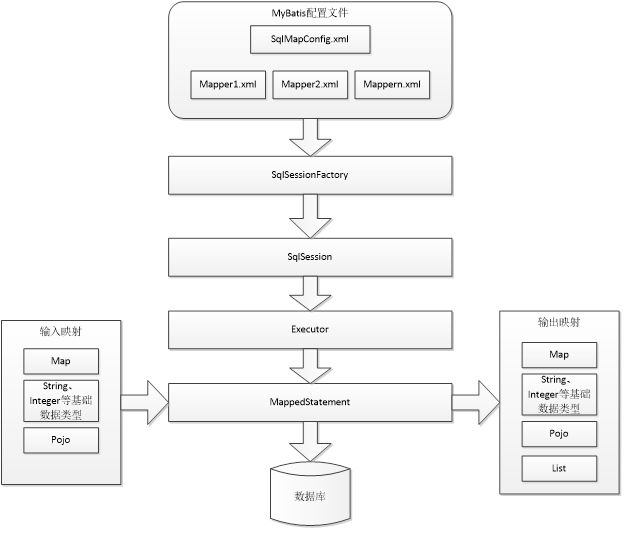 MyBatis配置文件
SqlMapConfig.xml
Mapper1.xml
Mapper2.xml
Mappern.xml
SqlSessionFactory
SqlSession
Executor
MappedStatement
数据库
输入映射
Map
String、
Integer等基础
数据类型
Pojo
输出映射
Map
String、
Integer等基础
数据类型
Pojo
List